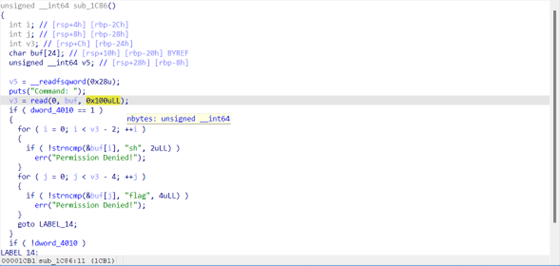 unsigned __int64 sub_1C86()
{
int i; // [rsp+4h] [rbp-2Ch]
int j; // [rsp+8h] [rbp-28h]
int v3; // [rsp+Ch] [rbp-24h]
char buf[24]; // [rsp+10h] [rbp-20h] BYREF
unsigned __int64 v5; // [rsp+28h] [rbp-8h]
v5 = __readfsqword(0x28u);
puts("Command: ");
v3 = read(0, buf, 0x100uLL);
if ( dword_4010 == 1 )
nbytes: unsigned __int64
{
for ( i = 0; i < v3 - 2; ++i )
{
if ( !strncmp(&buf[i], "sh", 2uLL) )
err("Permission Denied!");
}
for ( j = 0; j < v3 - 4; ++j )
{
if ( !strncmp(&buf[j], "flag", 4uLL) )
err("Permission Denied!");
}
goto LABEL_14;
}
if ( !dword_4010 )
LABEL 14:
00001CB1 sub_1C86:11 (1CB1)